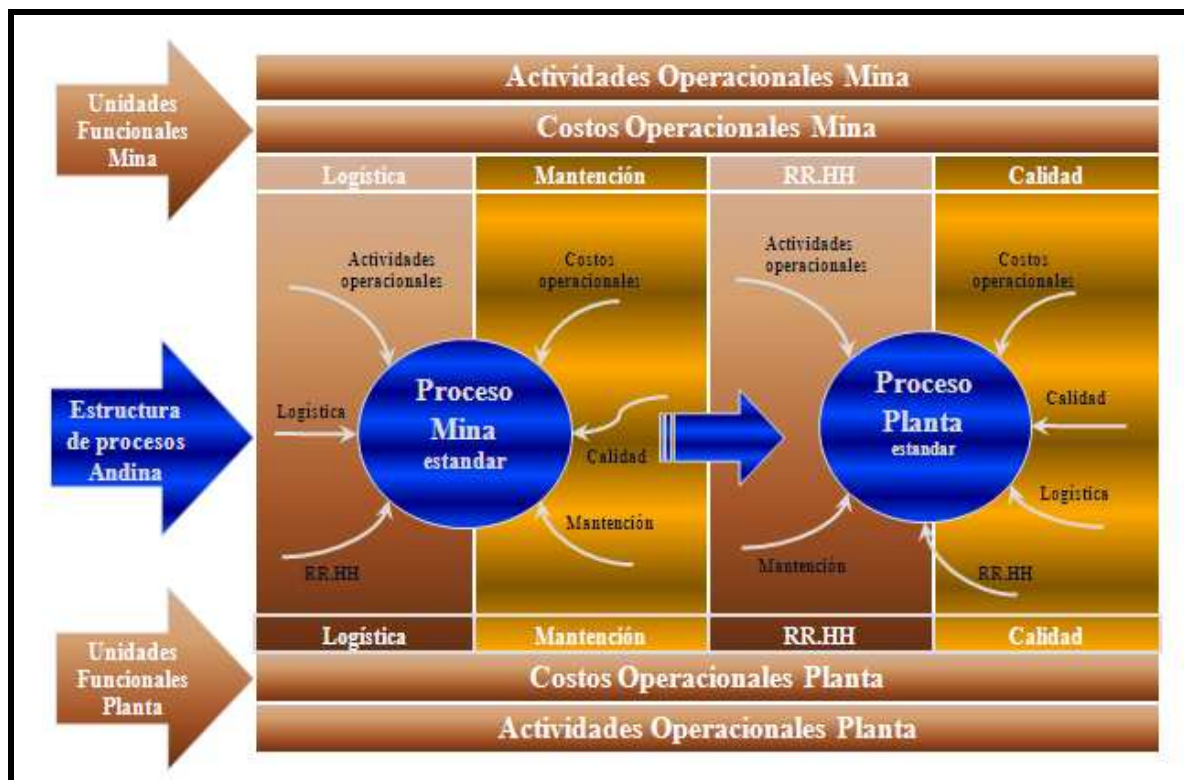 Actividades Operacionales Mina
Unidades
Funcionales
Mina
Costos Operacionales Mina
Logística
Mantención
RR.HH
Calidad
Actividades
operacionales
Costos
operacionales
Actividades
operacionales
Costos
operacionales
Estructura
de procesos
Andina
Logística
Proceso
Mina
estandar
Calidad
Mantención
RR.HH
Proceso
Planta
estandar
Calidad
Logística
Mantención
RR.HH
Unidades
Funcionales
Planta
Logística
Mantención
RR.HH
Calidad
Costos Operacionales Planta
Actividades Operacionales Planta